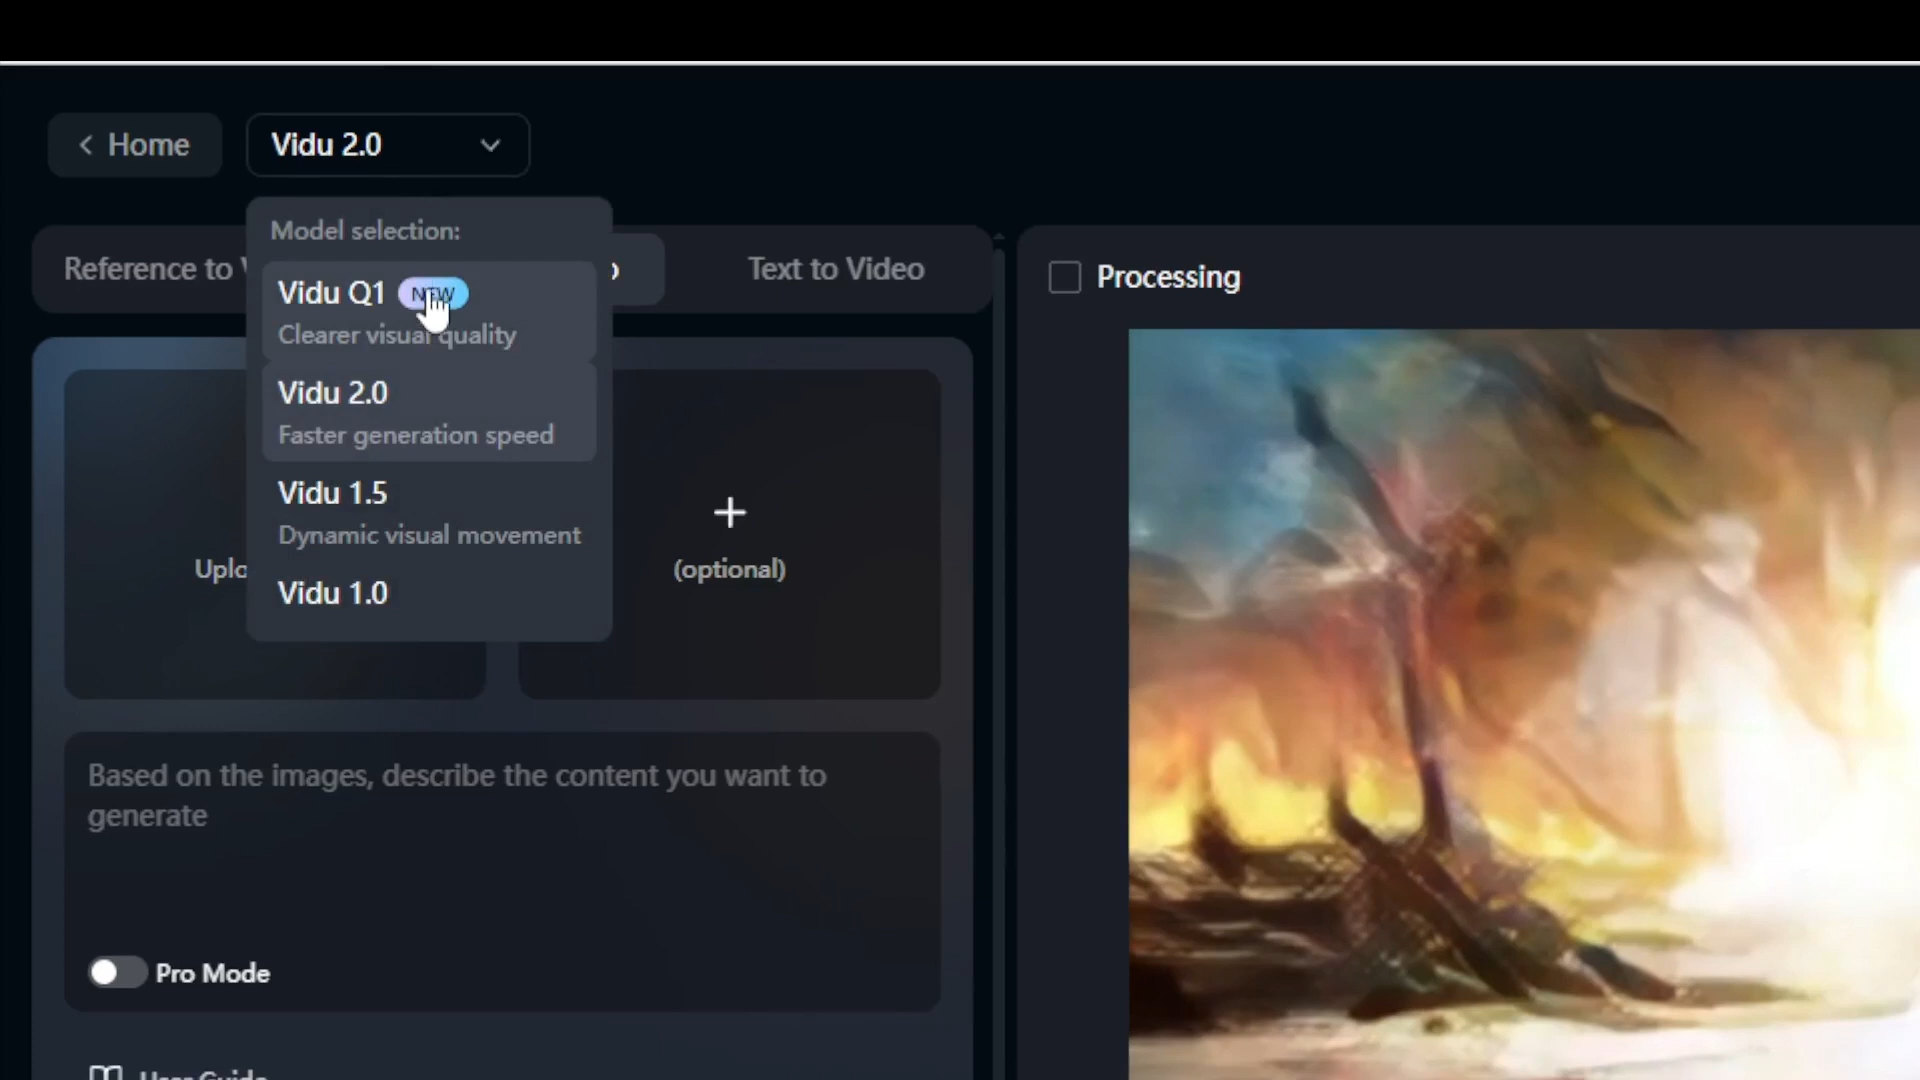 Home
Vidu 2.0
Model selection:
Reference to
Text to Video
Processing
Vidu Q1 NEW
Clearer visual quality
Vidu 2.0
Faster generation speed
Vidu 1.5
Dynamic visual movement
Vidu 1.0
(optional)
Based on the images, describe the content you want to
generate
Pro Mode
User Guide